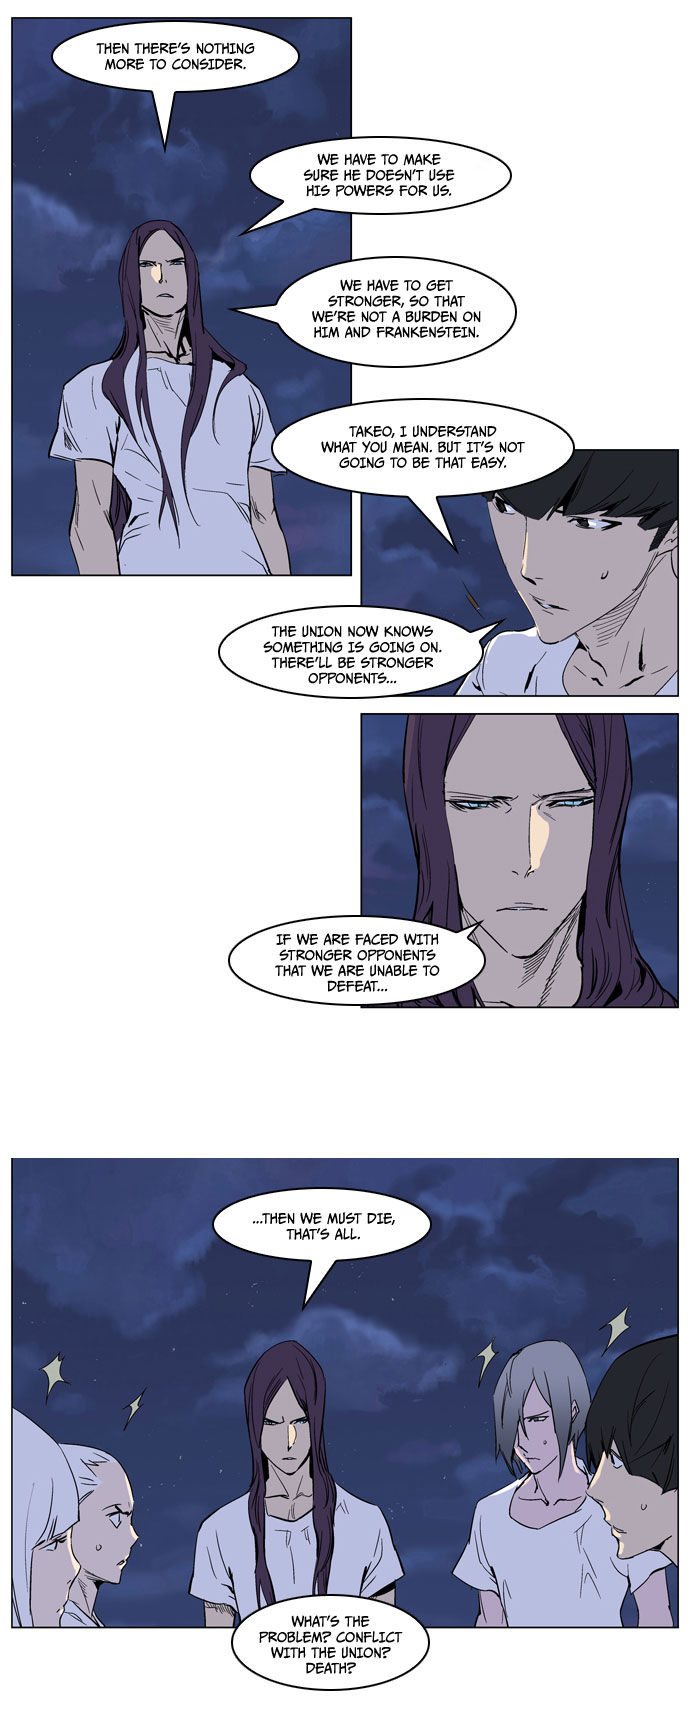 THEN THERE'S NOTHING
MORE TO CONSIDER.
WE HAVE TO MAKE
SURE HE DOESN'T USE
HIS POWERS FOR US.
WE HAVE TO GET
STRONGER, SO THAT
WE'RE NOT A BURDEN ON
HIM AND FRANKENSTEIN.
TAKEO, I UNDERSTAND
WHAT YOU MEAN. BUT IT'S NOT
GOING TO BE THAT EASY.
THE UNION NOW KNOWS
SOMETHING IS GOING ON.
THERE'LL BE STRONGER
OPPONENTS...
IF WE ARE FACED WITH
STRONGER OPPONENTS
THAT WE ARE UNABLE TO
DEFEAT...
...THEN WE MUST DIE,
THAT'S ALL.
WHAT'S THE
PROBLEM? CONFLICT
WITH THE UNION?
DEATH?